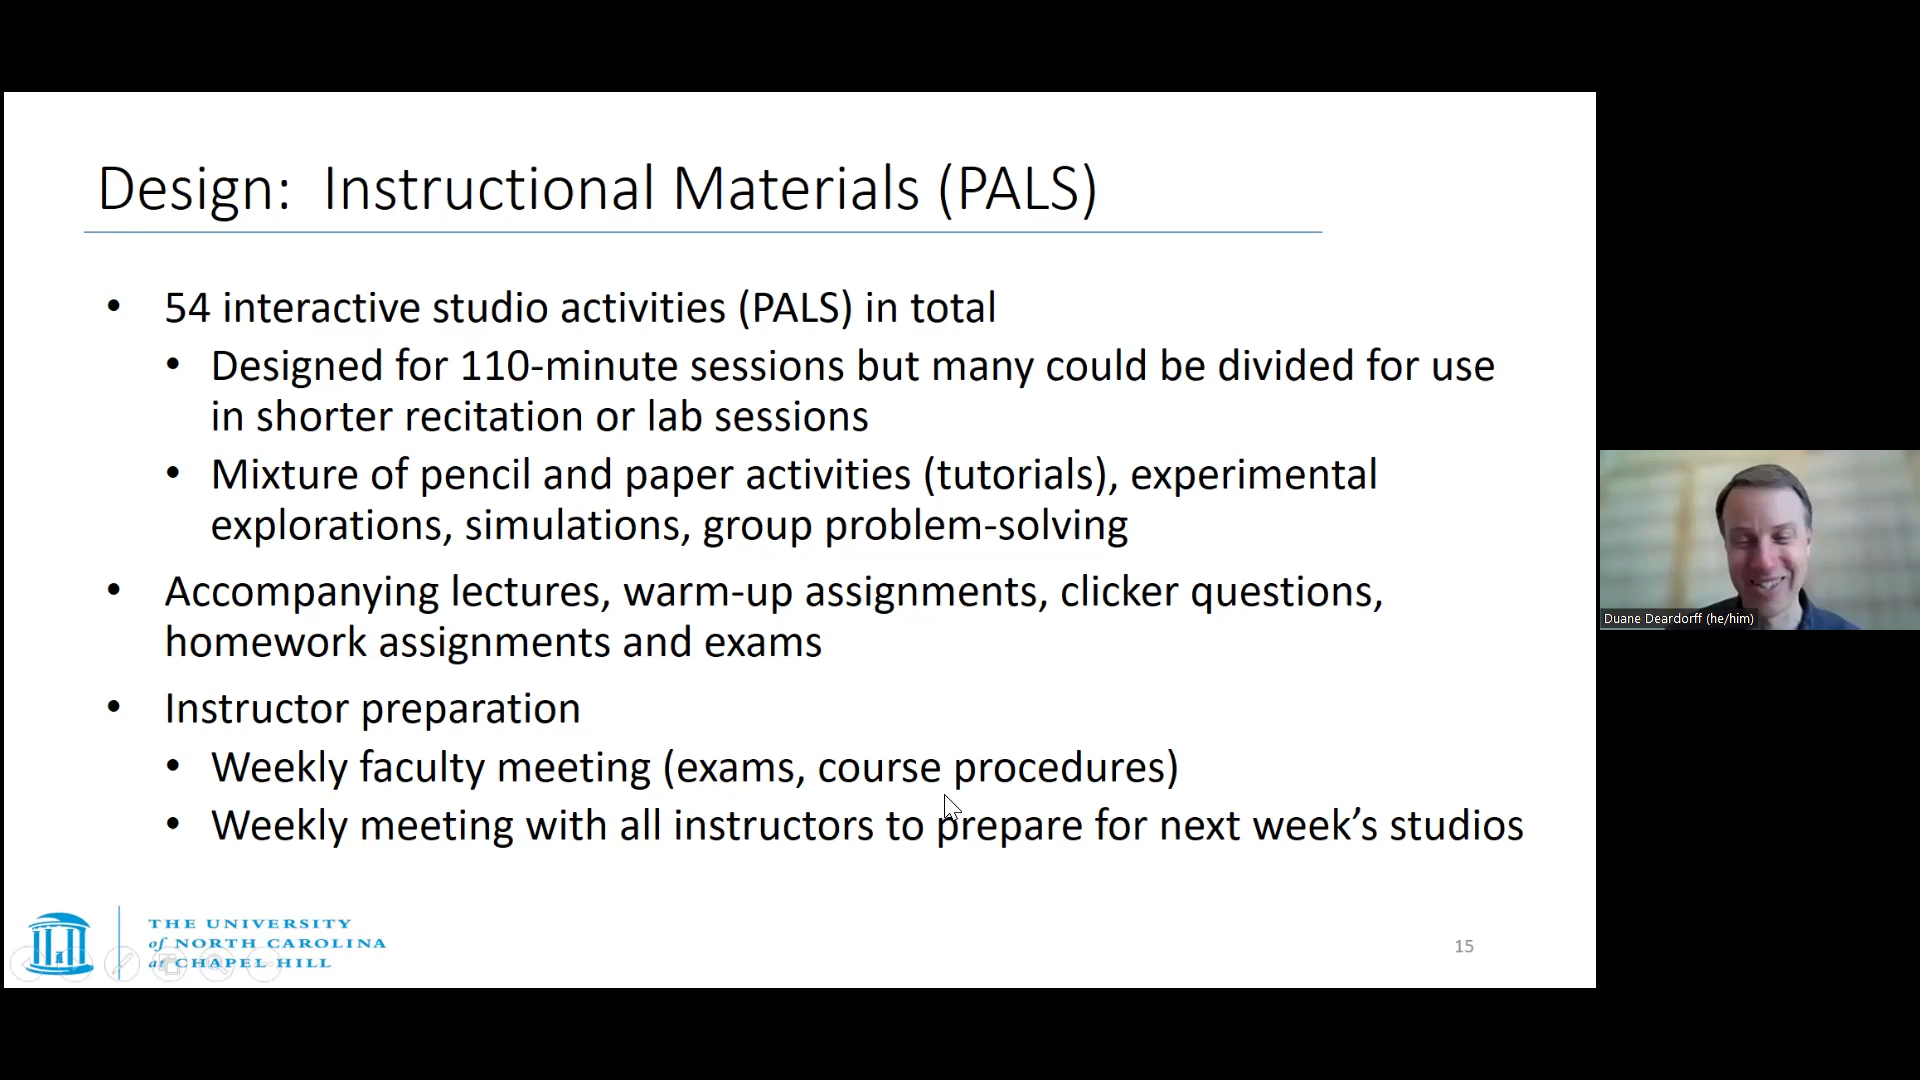 Design:  Instructional Materials (PALS)
• 54 interactive studio activities (PALS) in total
• Designed for 110-minute sessions but many could be divided for use
in shorter recitation or lab sessions
• Mixture of pencil and paper activities (tutorials), experimental
explorations, simulations, group problem-solving
• Accompanying lectures, warm-up assignments, clicker questions,
homework assignments and exams
• Instructor preparation
• Weekly faculty meeting (exams, course procedures)
• Weekly meeting with all instructors to prepare for next week’s studios
THE UNIVERSITY
of NORTH CAROLINA
at CHAPEL HILL
15
Duane Deardorff (he/him)